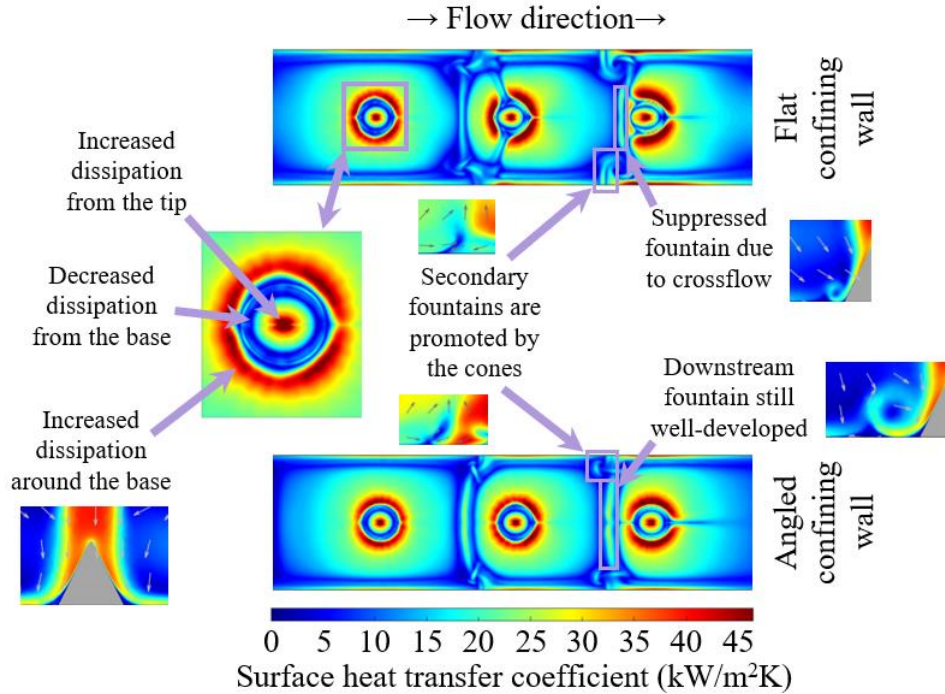 → Flow direction→
Flat
confining
wall
Increased
dissipation
from the tip
Decreased
dissipation
from the base
Increased
dissipation
around the base
Secondary
fountains are
promoted by
the cones
Suppressed
fountain due
to crossflow
Downstream
fountain still
well-developed
Angled
confining
wall
0 5 10 15 20 25 30 35 40 45
Surface heat transfer coefficient (kW/m²K)